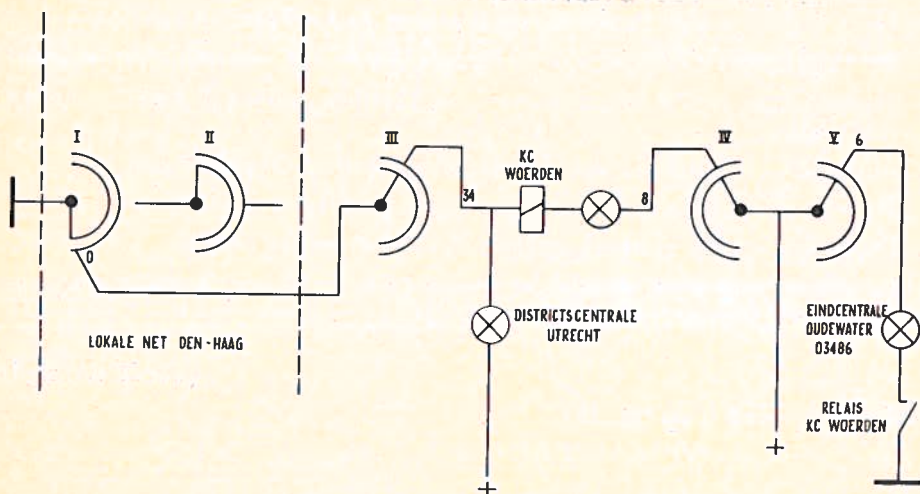 I
II
III
IV
V
6
KC
WOERDEN
34
8
0
LOKALE NET DEN-HAAG
DISTRICTSCENTRALE
UTRECHT
EINDCENTRALE
OUDEWATER
03486
RELAIS
KC WOERDEN
+
+